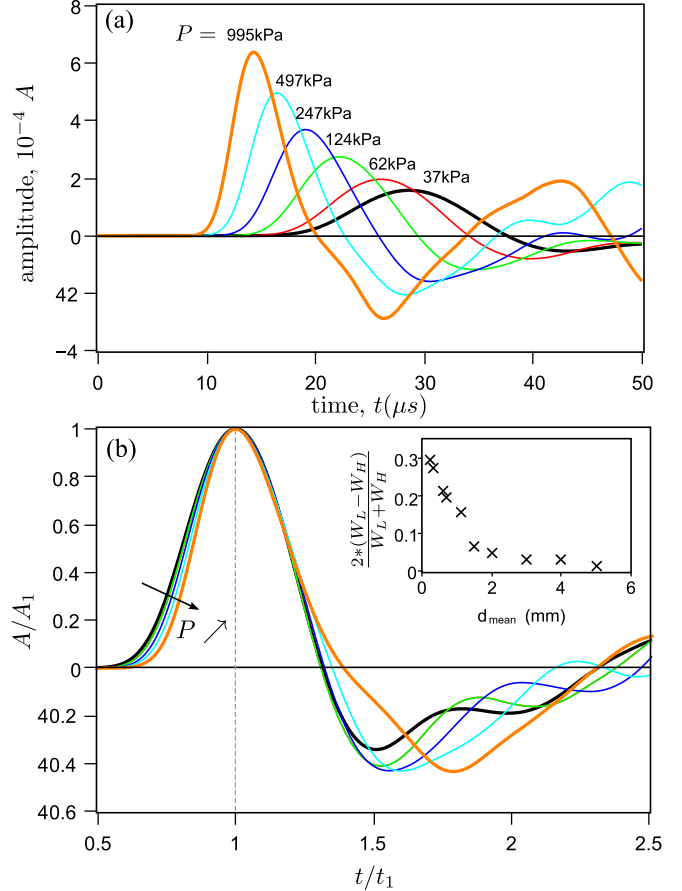 (a)
P = 995kPa
497kPa
247kPa
124kPa
62kPa
37kPa
amplitude, 10⁻⁴ A
8
6
4
2
0
42
−4
0 10 20 30 40 50
time, t(μs)
(b)
1
0.8
0.6
0.4
0.2
0
40.2
40.4
40.6
A/A₁
P ↗
0.5 1 1.5 2 2.5
t/t₁
2*(W_L−W_H)
W_L+W_H
0.3
0.2
0.1
0
0 2 4 6
d_mean (mm)